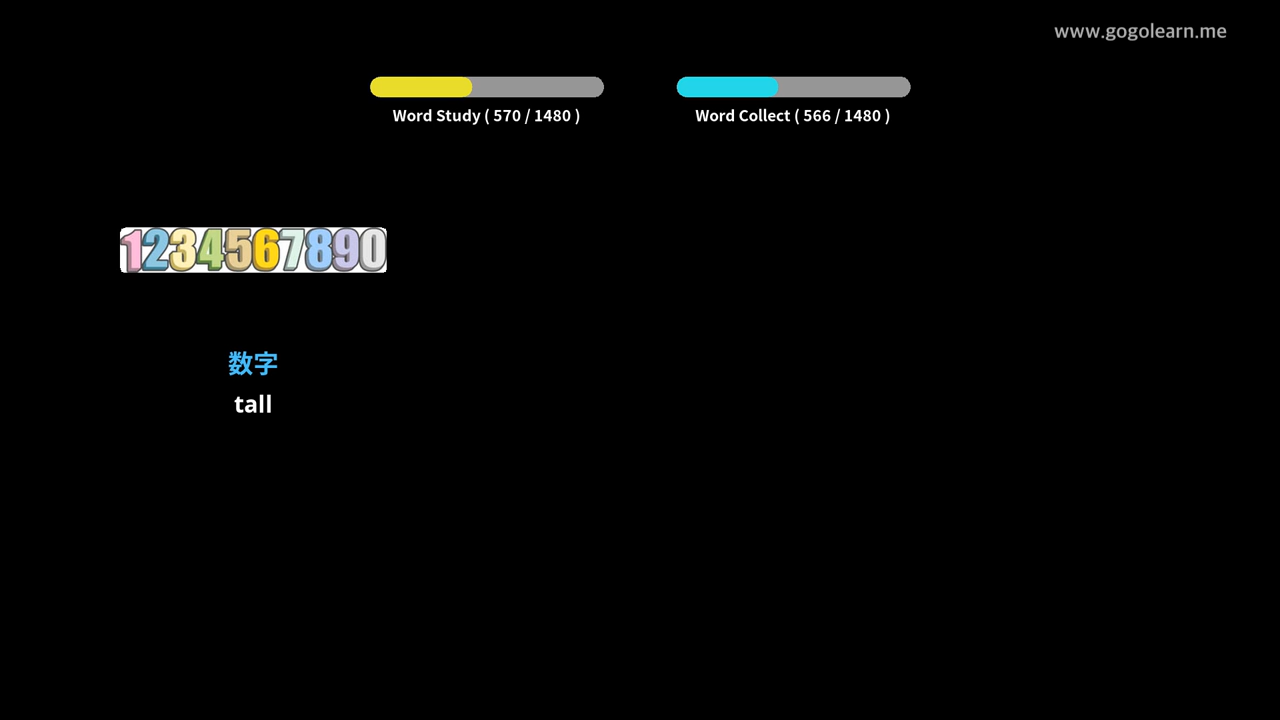 www.gogolearn.me
Word Study ( 570 / 1480 )
Word Collect ( 566 / 1480 )
1234567890
数字
tall